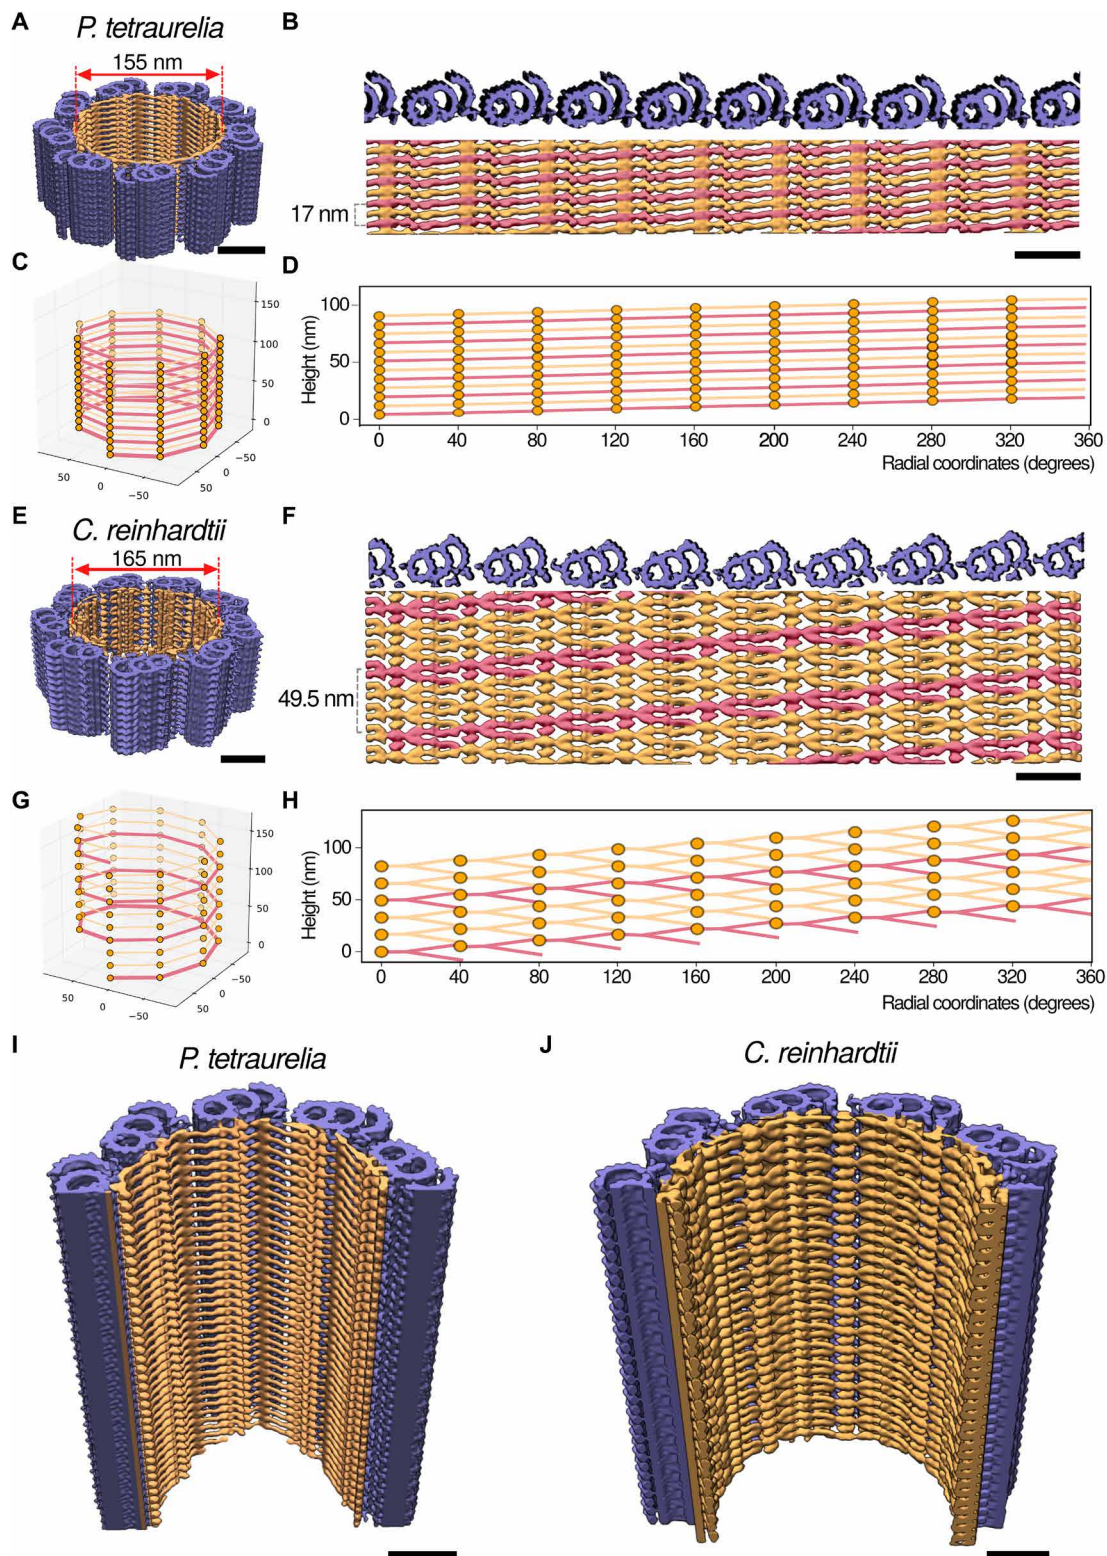 A
P. tetraurelia
155 nm
B
17 nm
C
150
100
50
0
50
0
−50
50
0
−50
D
Height (nm)
100
50
0
0 40 80 120 160 200 240 280 320 360
Radial coordinates (degrees)
E
C. reinhardtii
165 nm
F
49.5 nm
G
150
100
50
0
50
0
−50
50
0
−50
H
Height (nm)
100
50
0
0 40 80 120 160 200 240 280 320 360
Radial coordinates (degrees)
I
P. tetraurelia
J
C. reinhardtii